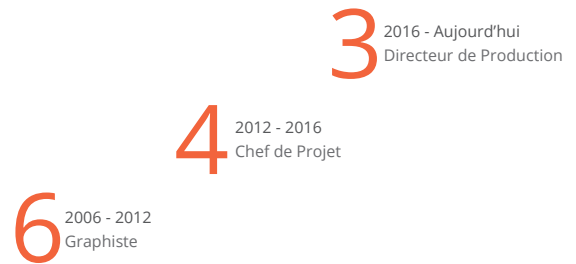 3
2016 - Aujourd’hui
Directeur de Production
4
2012 - 2016
Chef de Projet
6
2006 - 2012
Graphiste